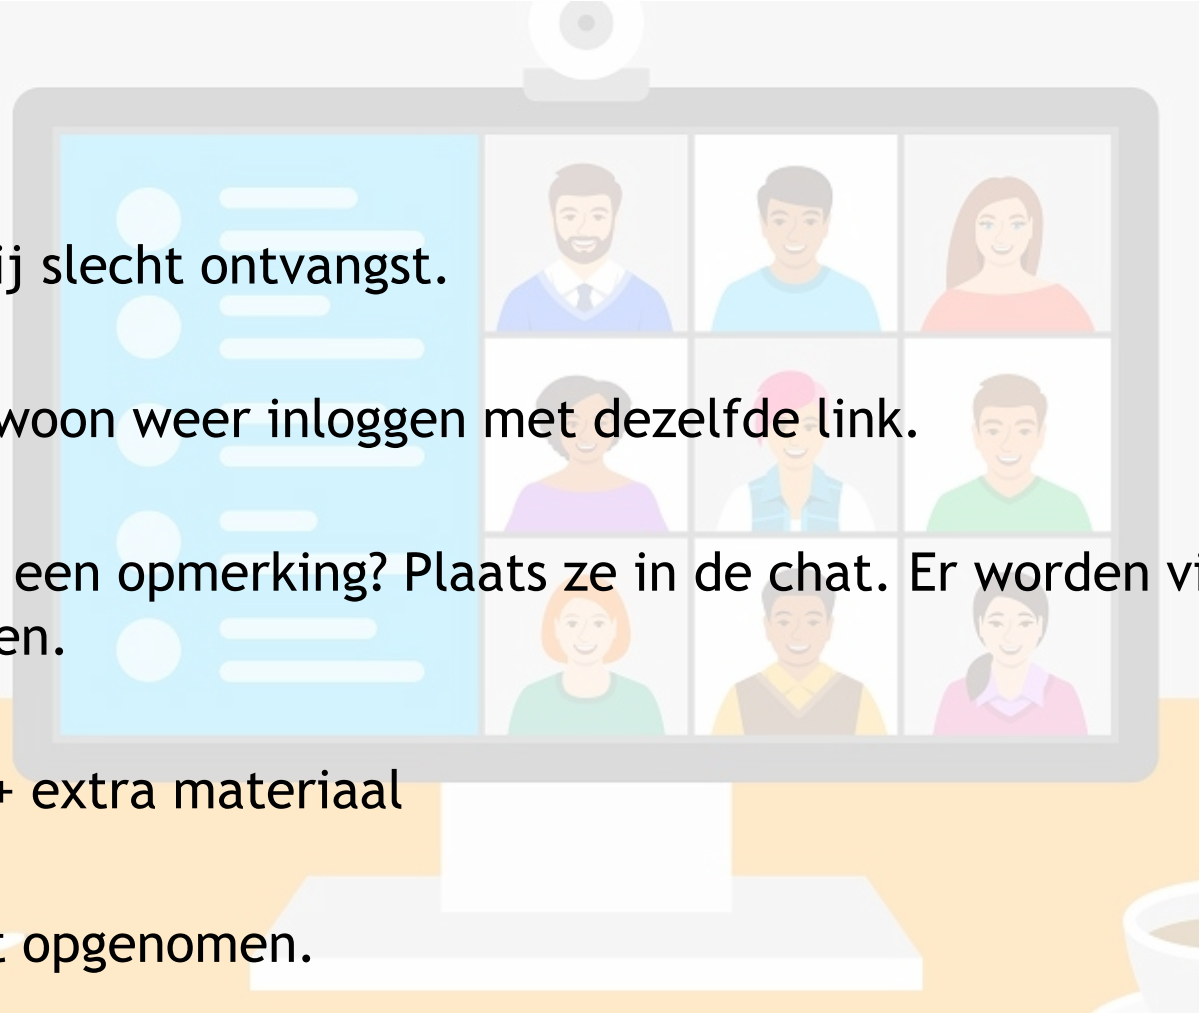 ij slecht ontvangst.
woon weer inloggen met dezelfde link.
een opmerking? Plaats ze in de chat. Er worden vi
en.
+ extra materiaal
t opgenomen.